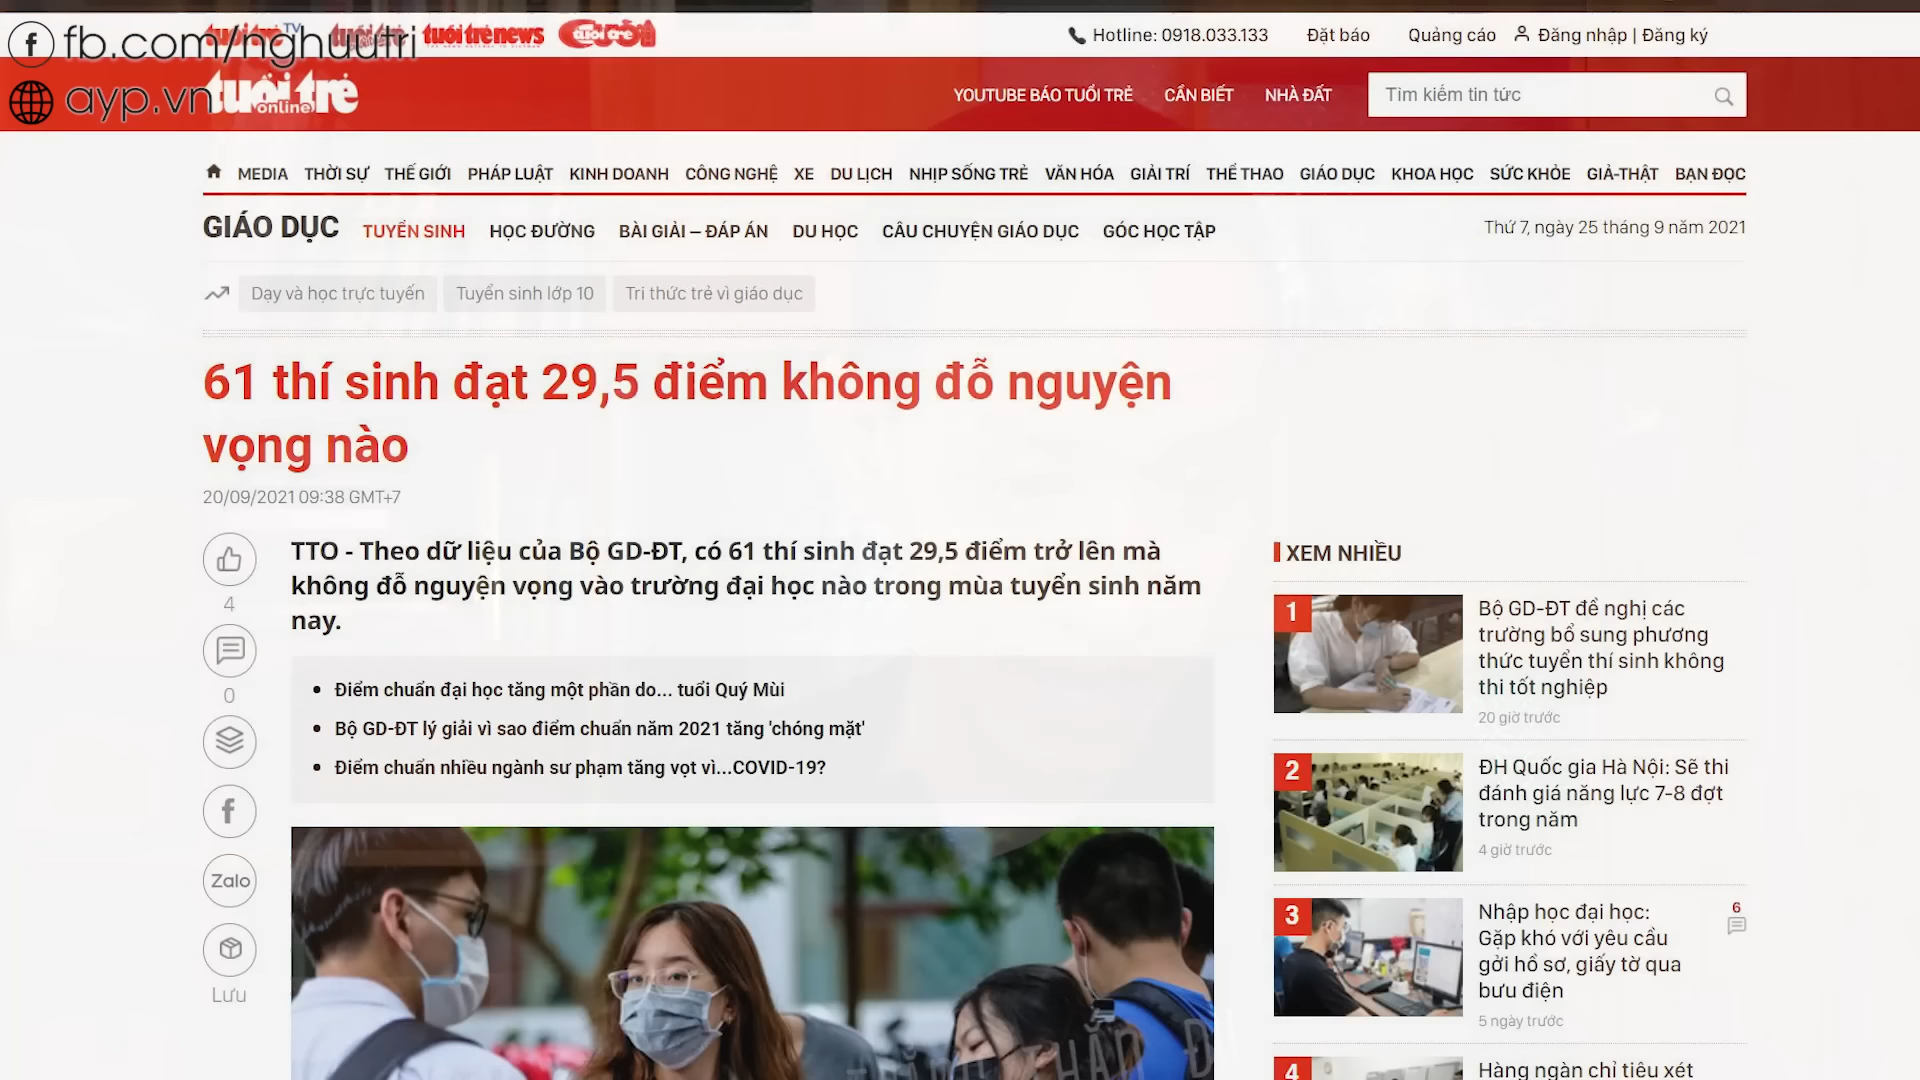 fb.com/nghuutri
ayp.vn
tuổi trẻ TV
tuổi trẻ news
tuổi trẻ cười
Hotline: 0918.033.133
Đặt báo
Quảng cáo
Đăng nhập | Đăng ký
tuổi trẻ online
YOUTUBE BÁO TUỔI TRẺ
CẦN BIẾT
NHÀ ĐẤT
Tìm kiếm tin tức
MEDIA THỜI SỰ THẾ GIỚI PHÁP LUẬT KINH DOANH CÔNG NGHỆ XE DU LỊCH NHỊP SỐNG TRẺ VĂN HÓA GIẢI TRÍ THỂ THAO GIÁO DỤC KHOA HỌC SỨC KHỎE GIẢ-THẬT BẠN ĐỌC
GIÁO DỤC TUYỂN SINH HỌC ĐƯỜNG BÀI GIẢI – ĐÁP ÁN DU HỌC CÂU CHUYỆN GIÁO DỤC GÓC HỌC TẬP
Thứ 7, ngày 25 tháng 9 năm 2021
Dạy và học trực tuyến
Tuyển sinh lớp 10
Tri thức trẻ vì giáo dục
61 thí sinh đạt 29,5 điểm không đỗ nguyện
vọng nào
20/09/2021 09:38 GMT+7
4
0
Zalo
Lưu
TTO - Theo dữ liệu của Bộ GD-ĐT, có 61 thí sinh đạt 29,5 điểm trở lên mà
không đỗ nguyện vọng vào trường đại học nào trong mùa tuyển sinh năm
nay.
Điểm chuẩn đại học tăng một phần do... tuổi Quý Mùi
Bộ GD-ĐT lý giải vì sao điểm chuẩn năm 2021 tăng 'chóng mặt'
Điểm chuẩn nhiều ngành sư phạm tăng vọt vì...COVID-19?
XEM NHIỀU
1
Bộ GD-ĐT đề nghị các
trường bổ sung phương
thức tuyển thí sinh không
thi tốt nghiệp
20 giờ trước
2
ĐH Quốc gia Hà Nội: Sẽ thi
đánh giá năng lực 7-8 đợt
trong năm
4 giờ trước
3
Nhập học đại học:
Gặp khó với yêu cầu
gởi hồ sơ, giấy tờ qua
bưu điện
6
5 ngày trước
4
Hàng ngàn chỉ tiêu xét